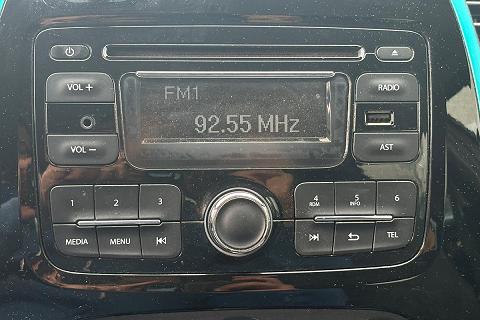 VOL +
RADIO
FM1
92.55 MHz
VOL –
AST
1 2 3
4 RDM 5 INFO 6
MEDIA MENU
TEL